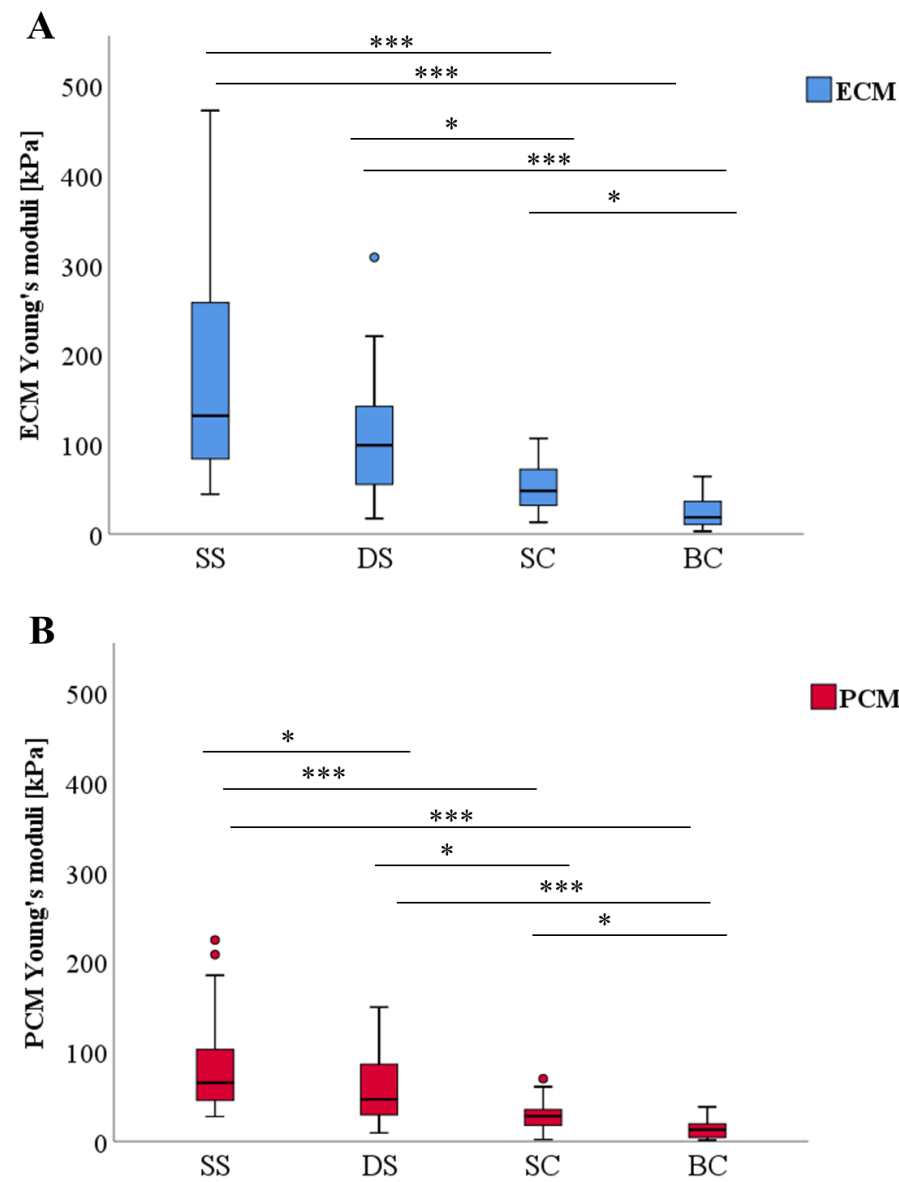 A
***
***
500
ECM
*
***
400
*
300
200
100
0
ECM Young's moduli [kPa]
SS DS SC BC
B
500
PCM
*
400
***
***
*
300
***
*
200
100
0
PCM Young's moduli [kPa]
SS DS SC BC